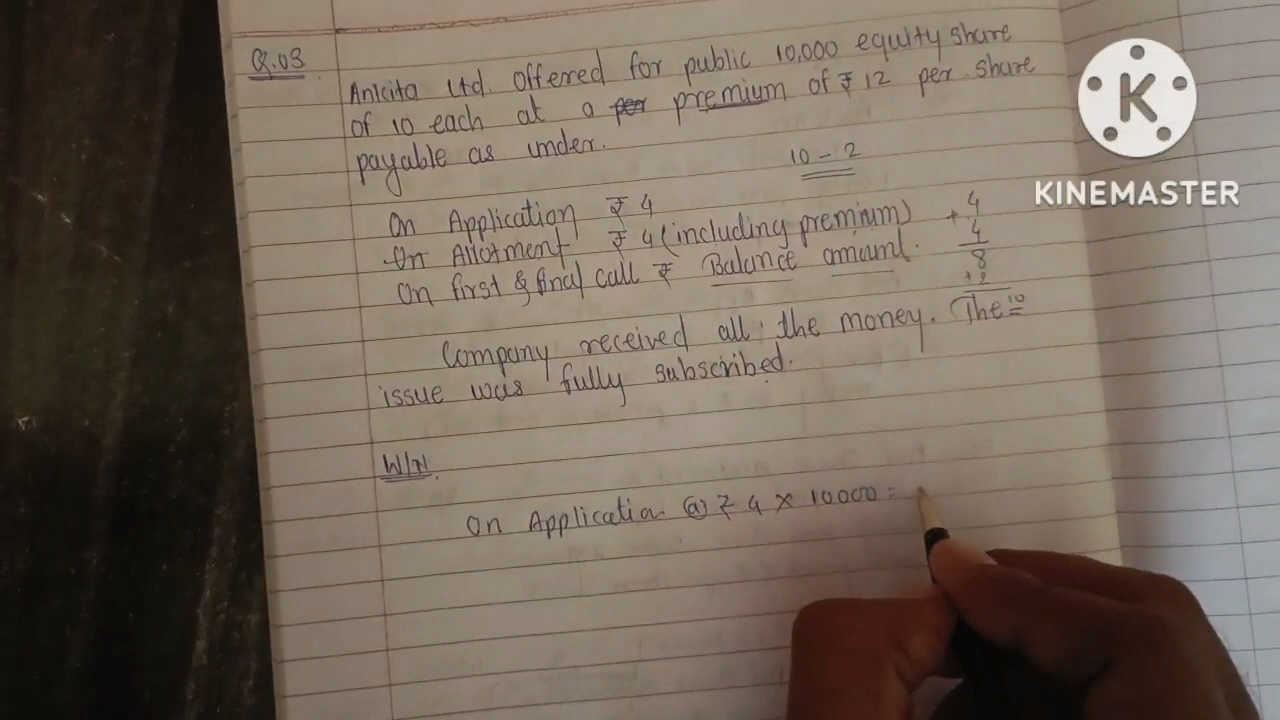 Q.03
Ankita Ltd. offered for public 10,000 equity share
of 10 each at a per premium of ₹ 12 per share
payable as under.
10 - 2
On Application ₹ 4
On Allotment ₹ 4 (including premium)
On first & final call ₹ Balance amount.
4
+ 4
8
+2
10
Company received all the money. The
issue was fully subscribed.
W/N.
On Application @ ₹ 4 × 10000 =
K
KINEMASTER